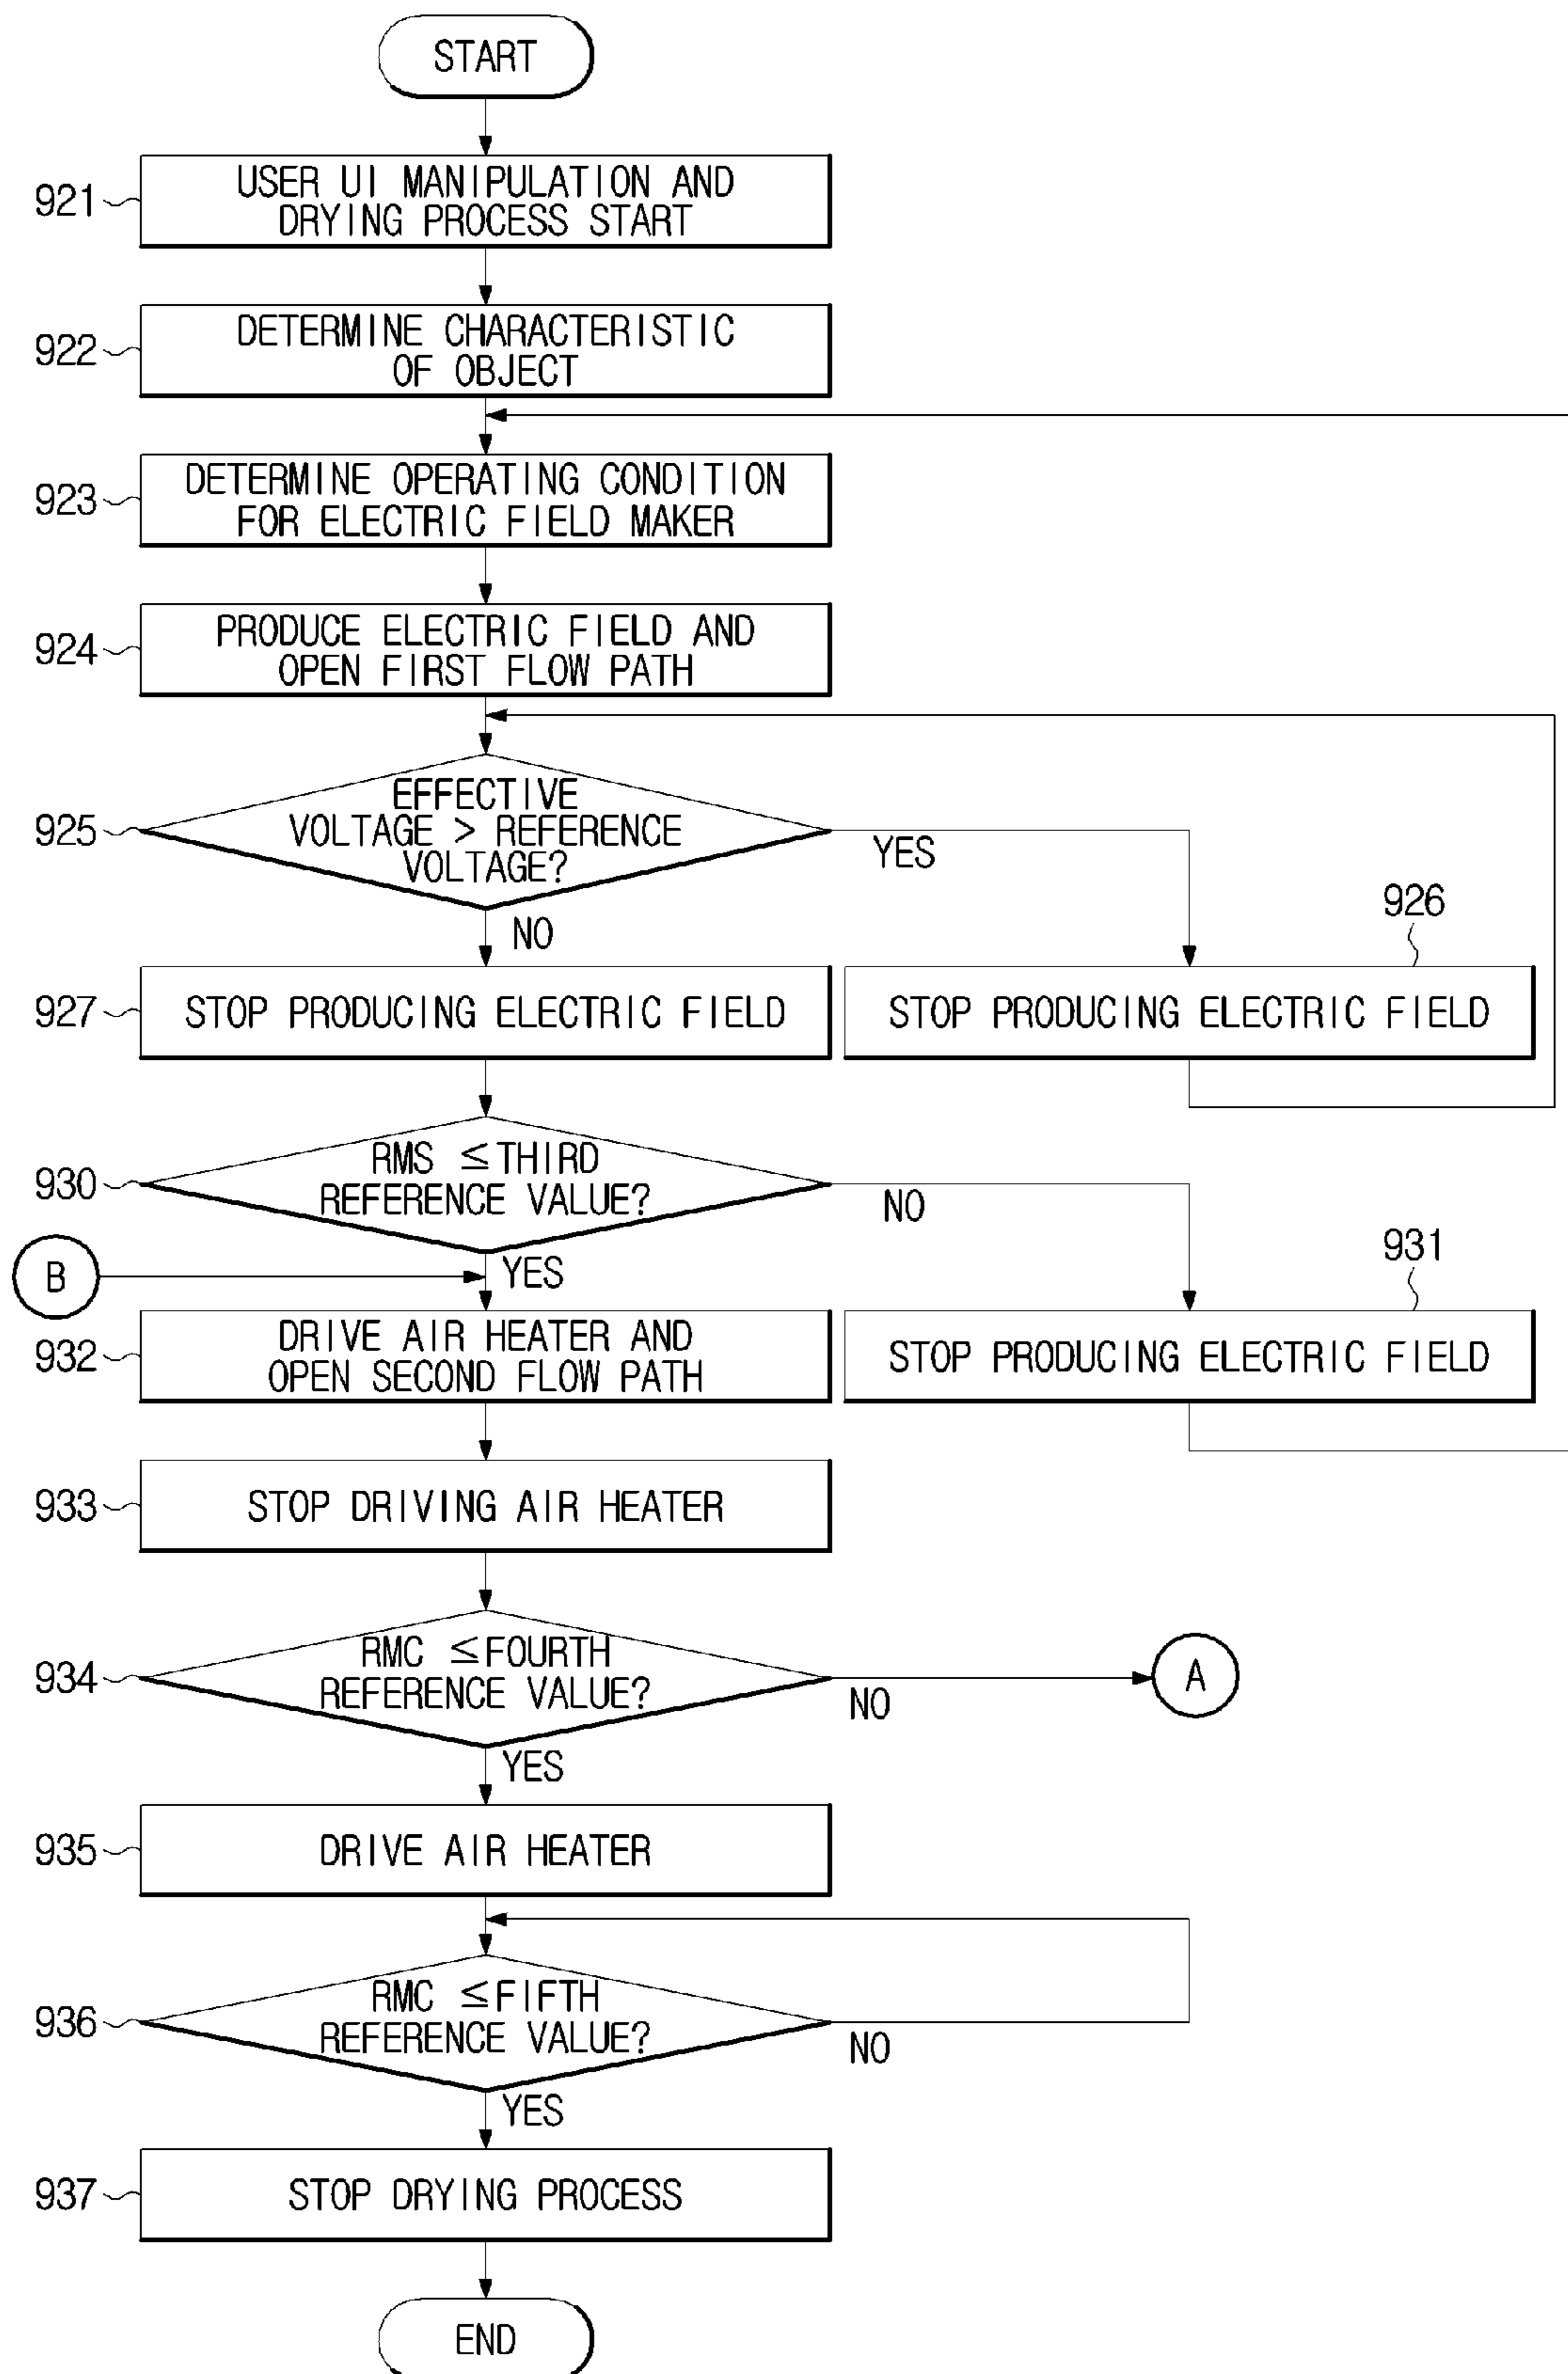 START
921
USER UI MANIPULATION AND
DRYING PROCESS START
922
DETERMINE CHARACTERISTIC
OF OBJECT
923
DETERMINE OPERATING CONDITION
FOR ELECTRIC FIELD MAKER
924
PRODUCE ELECTRIC FIELD AND
OPEN FIRST FLOW PATH
925
EFFECTIVE
VOLTAGE > REFERENCE
VOLTAGE?
YES
NO
926
927
STOP PRODUCING ELECTRIC FIELD
STOP PRODUCING ELECTRIC FIELD
930
RMS ≤THIRD
REFERENCE VALUE?
NO
YES
B
931
932
DRIVE AIR HEATER AND
OPEN SECOND FLOW PATH
STOP PRODUCING ELECTRIC FIELD
933
STOP DRIVING AIR HEATER
934
RMC ≤FOURTH
REFERENCE VALUE?
NO
A
YES
935
DRIVE AIR HEATER
936
RMC ≤FIFTH
REFERENCE VALUE?
NO
YES
937
STOP DRYING PROCESS
END